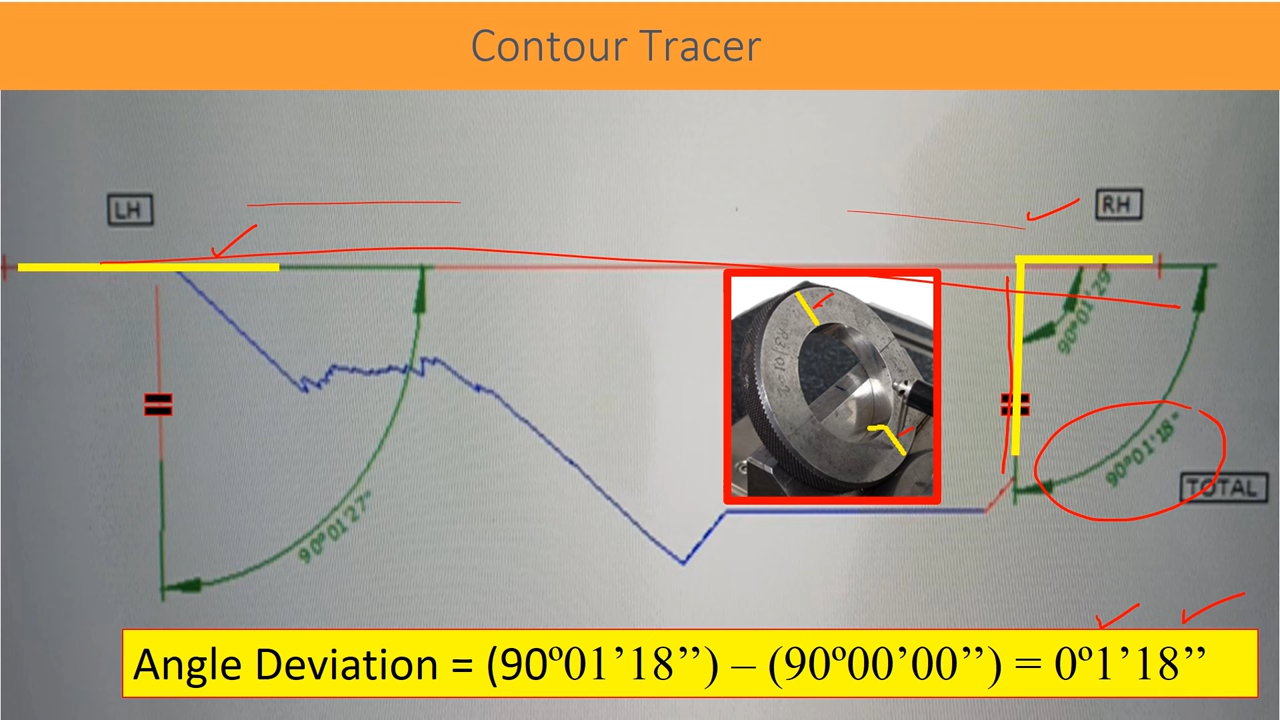 Contour Tracer
LH
RH
90°01'29"
90°01'18"
TOTAL
90°01'27"
Angle Deviation = (90º01’18’’) – (90º00’00’’) = 0º1’18’’